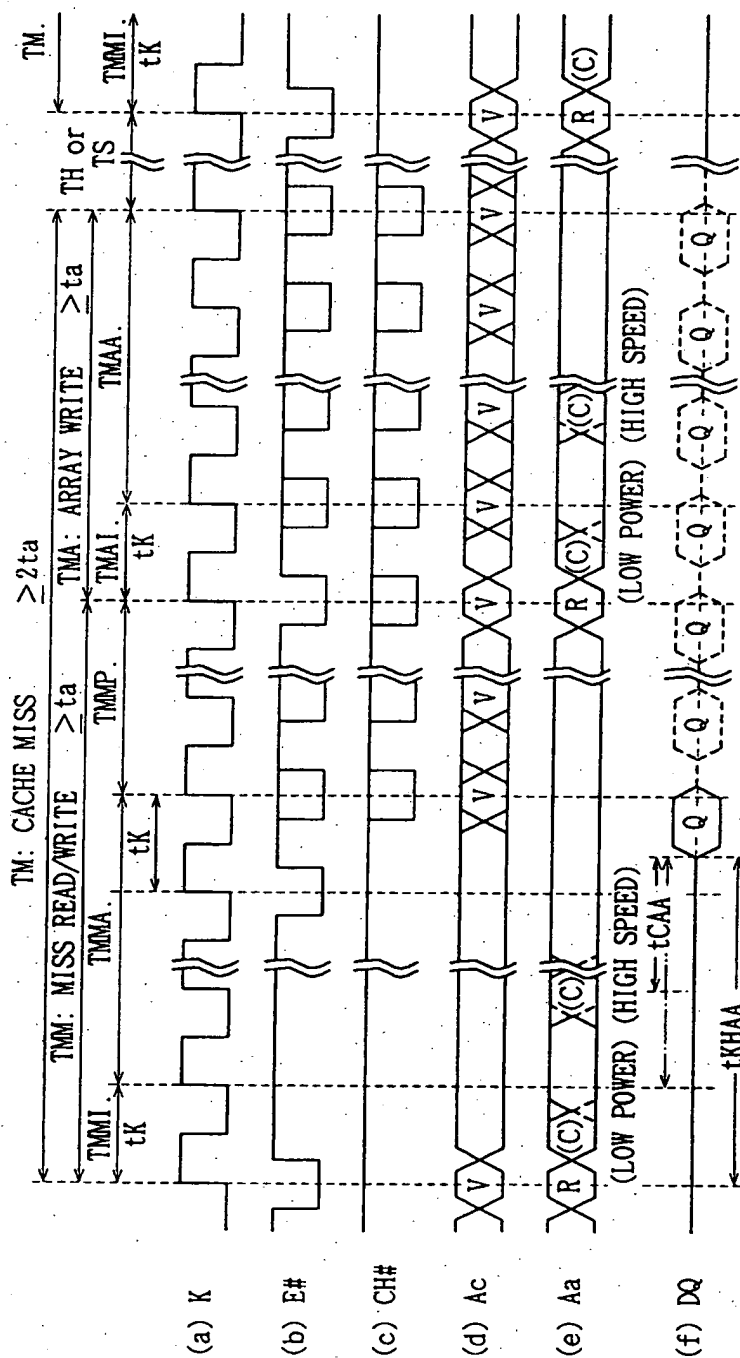 TM: CACHE MISS ≥2ta
TMM: MISS READ/WRITE ≥ta
TMA: ARRAY WRITE ≥ta
TH or TS
TM.
TMMI. tK
TMMA.
tK
TMMP.
TMAI. tK
TMAA.
TMMI. tK
(a) K
(b) E#
(c) CH#
(d) Ac V V V V V V V V V
(e) Aa R (C) (C) R (C) (C) R (C)
(LOW POWER) (HIGH SPEED)
(LOW POWER) (HIGH SPEED)
tCAA
(f) DQ Q Q Q Q Q Q Q
tKHAA